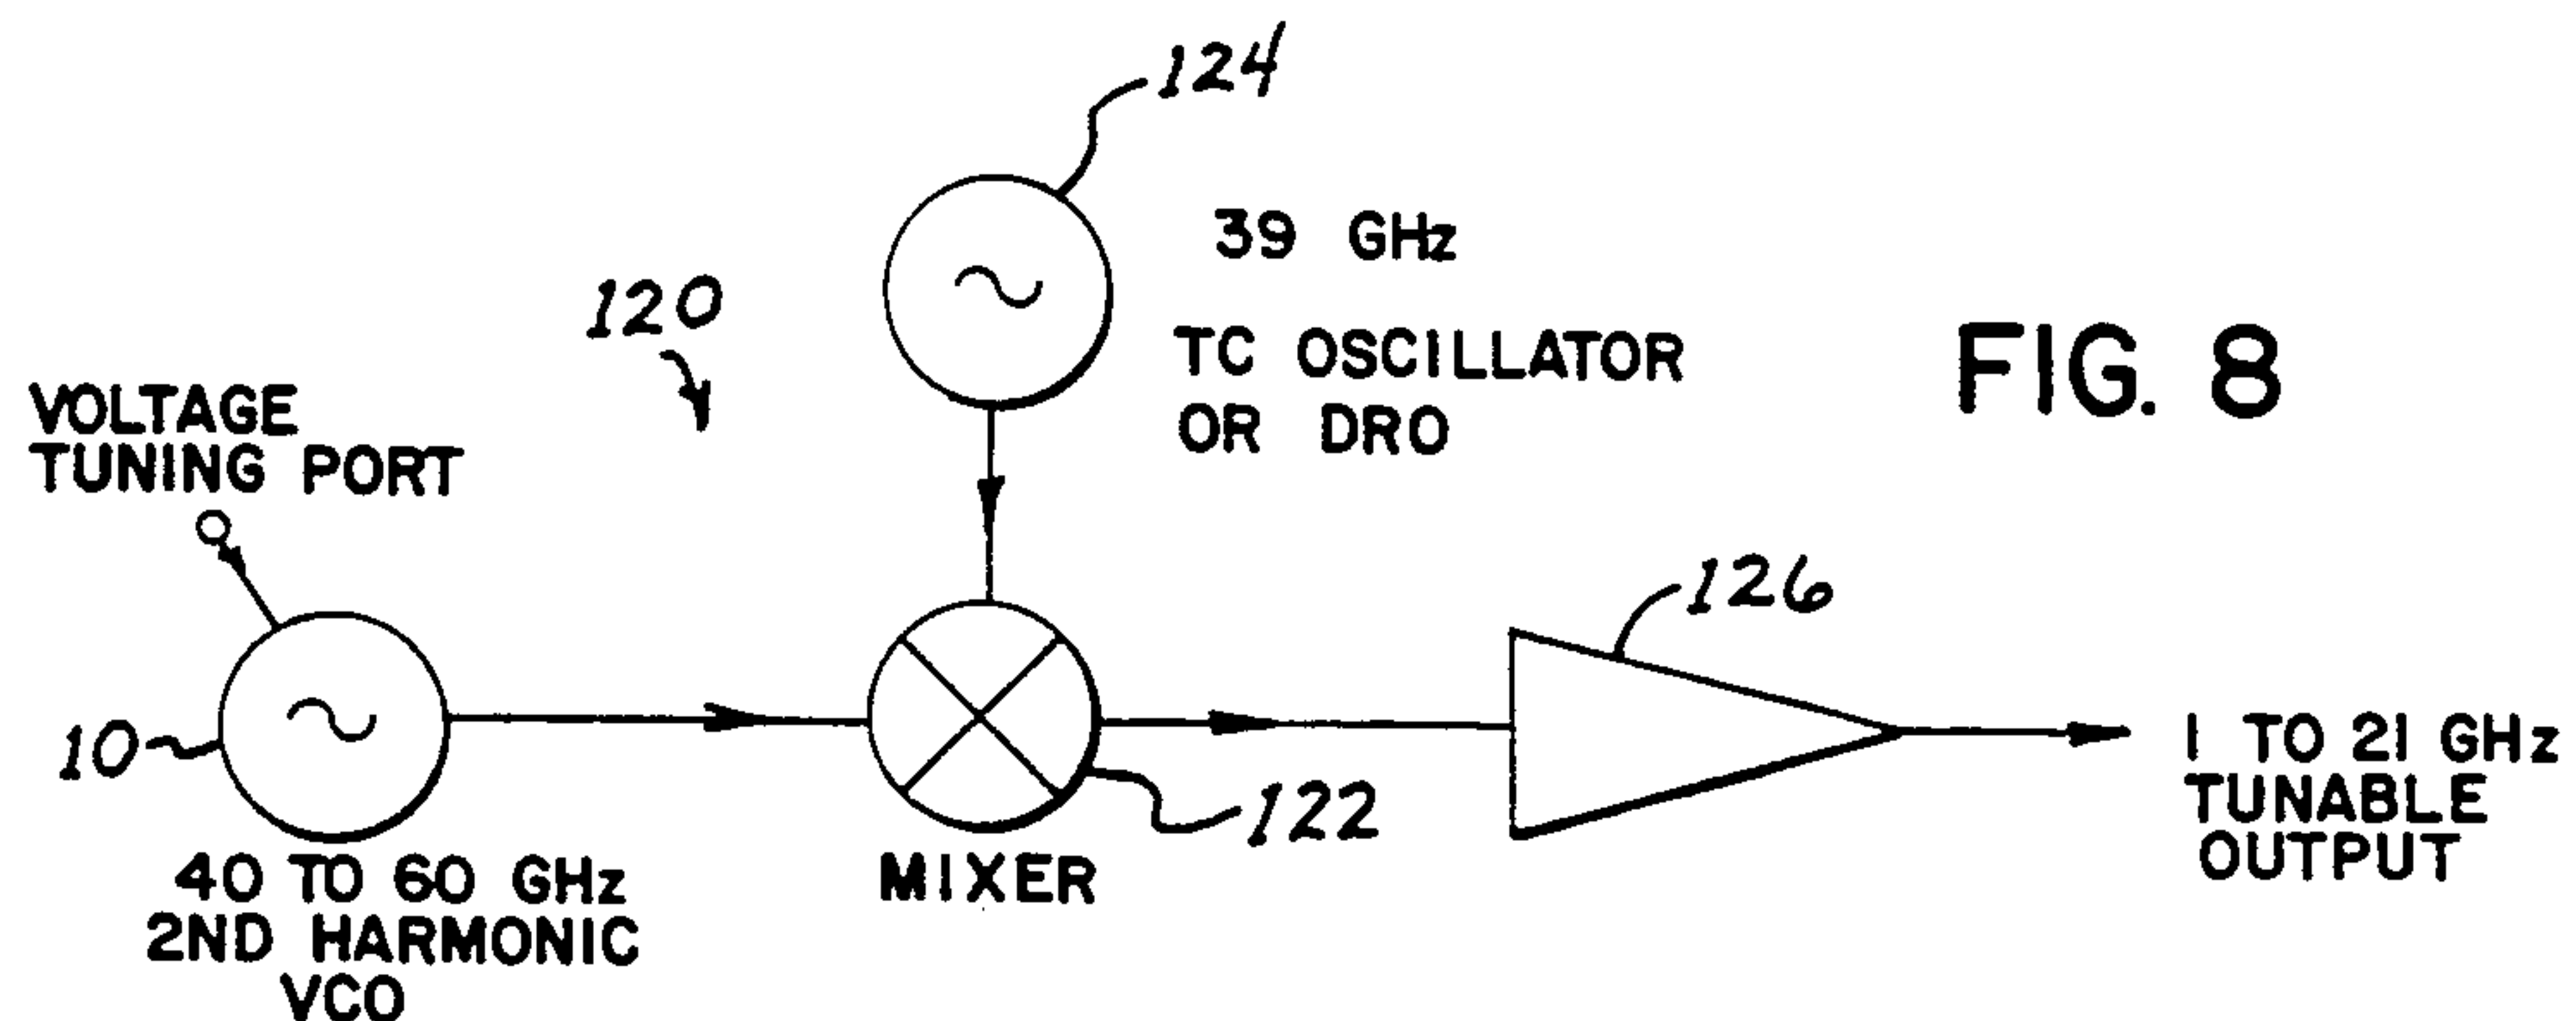 124
39 GHz
120
TC OSCILLATOR
OR DRO
FIG. 8
VOLTAGE
TUNING PORT
126
10
122
1 TO 21 GHz
TUNABLE
OUTPUT
40 TO 60 GHz
2ND HARMONIC
VCO
MIXER